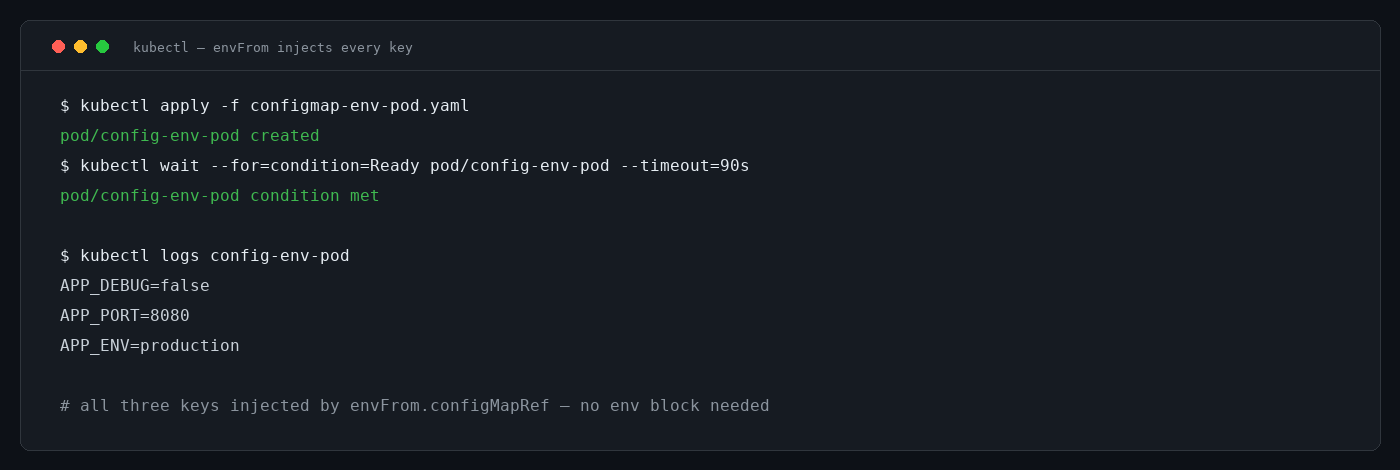 kubectl — envFrom injects every key
$ kubectl apply -f configmap-env-pod.yaml
pod/config-env-pod created
$ kubectl wait --for=condition=Ready pod/config-env-pod --timeout=90s
pod/config-env-pod condition met
$ kubectl logs config-env-pod
APP_DEBUG=false
APP_PORT=8080
APP_ENV=production
# all three keys injected by envFrom.configMapRef — no env block needed